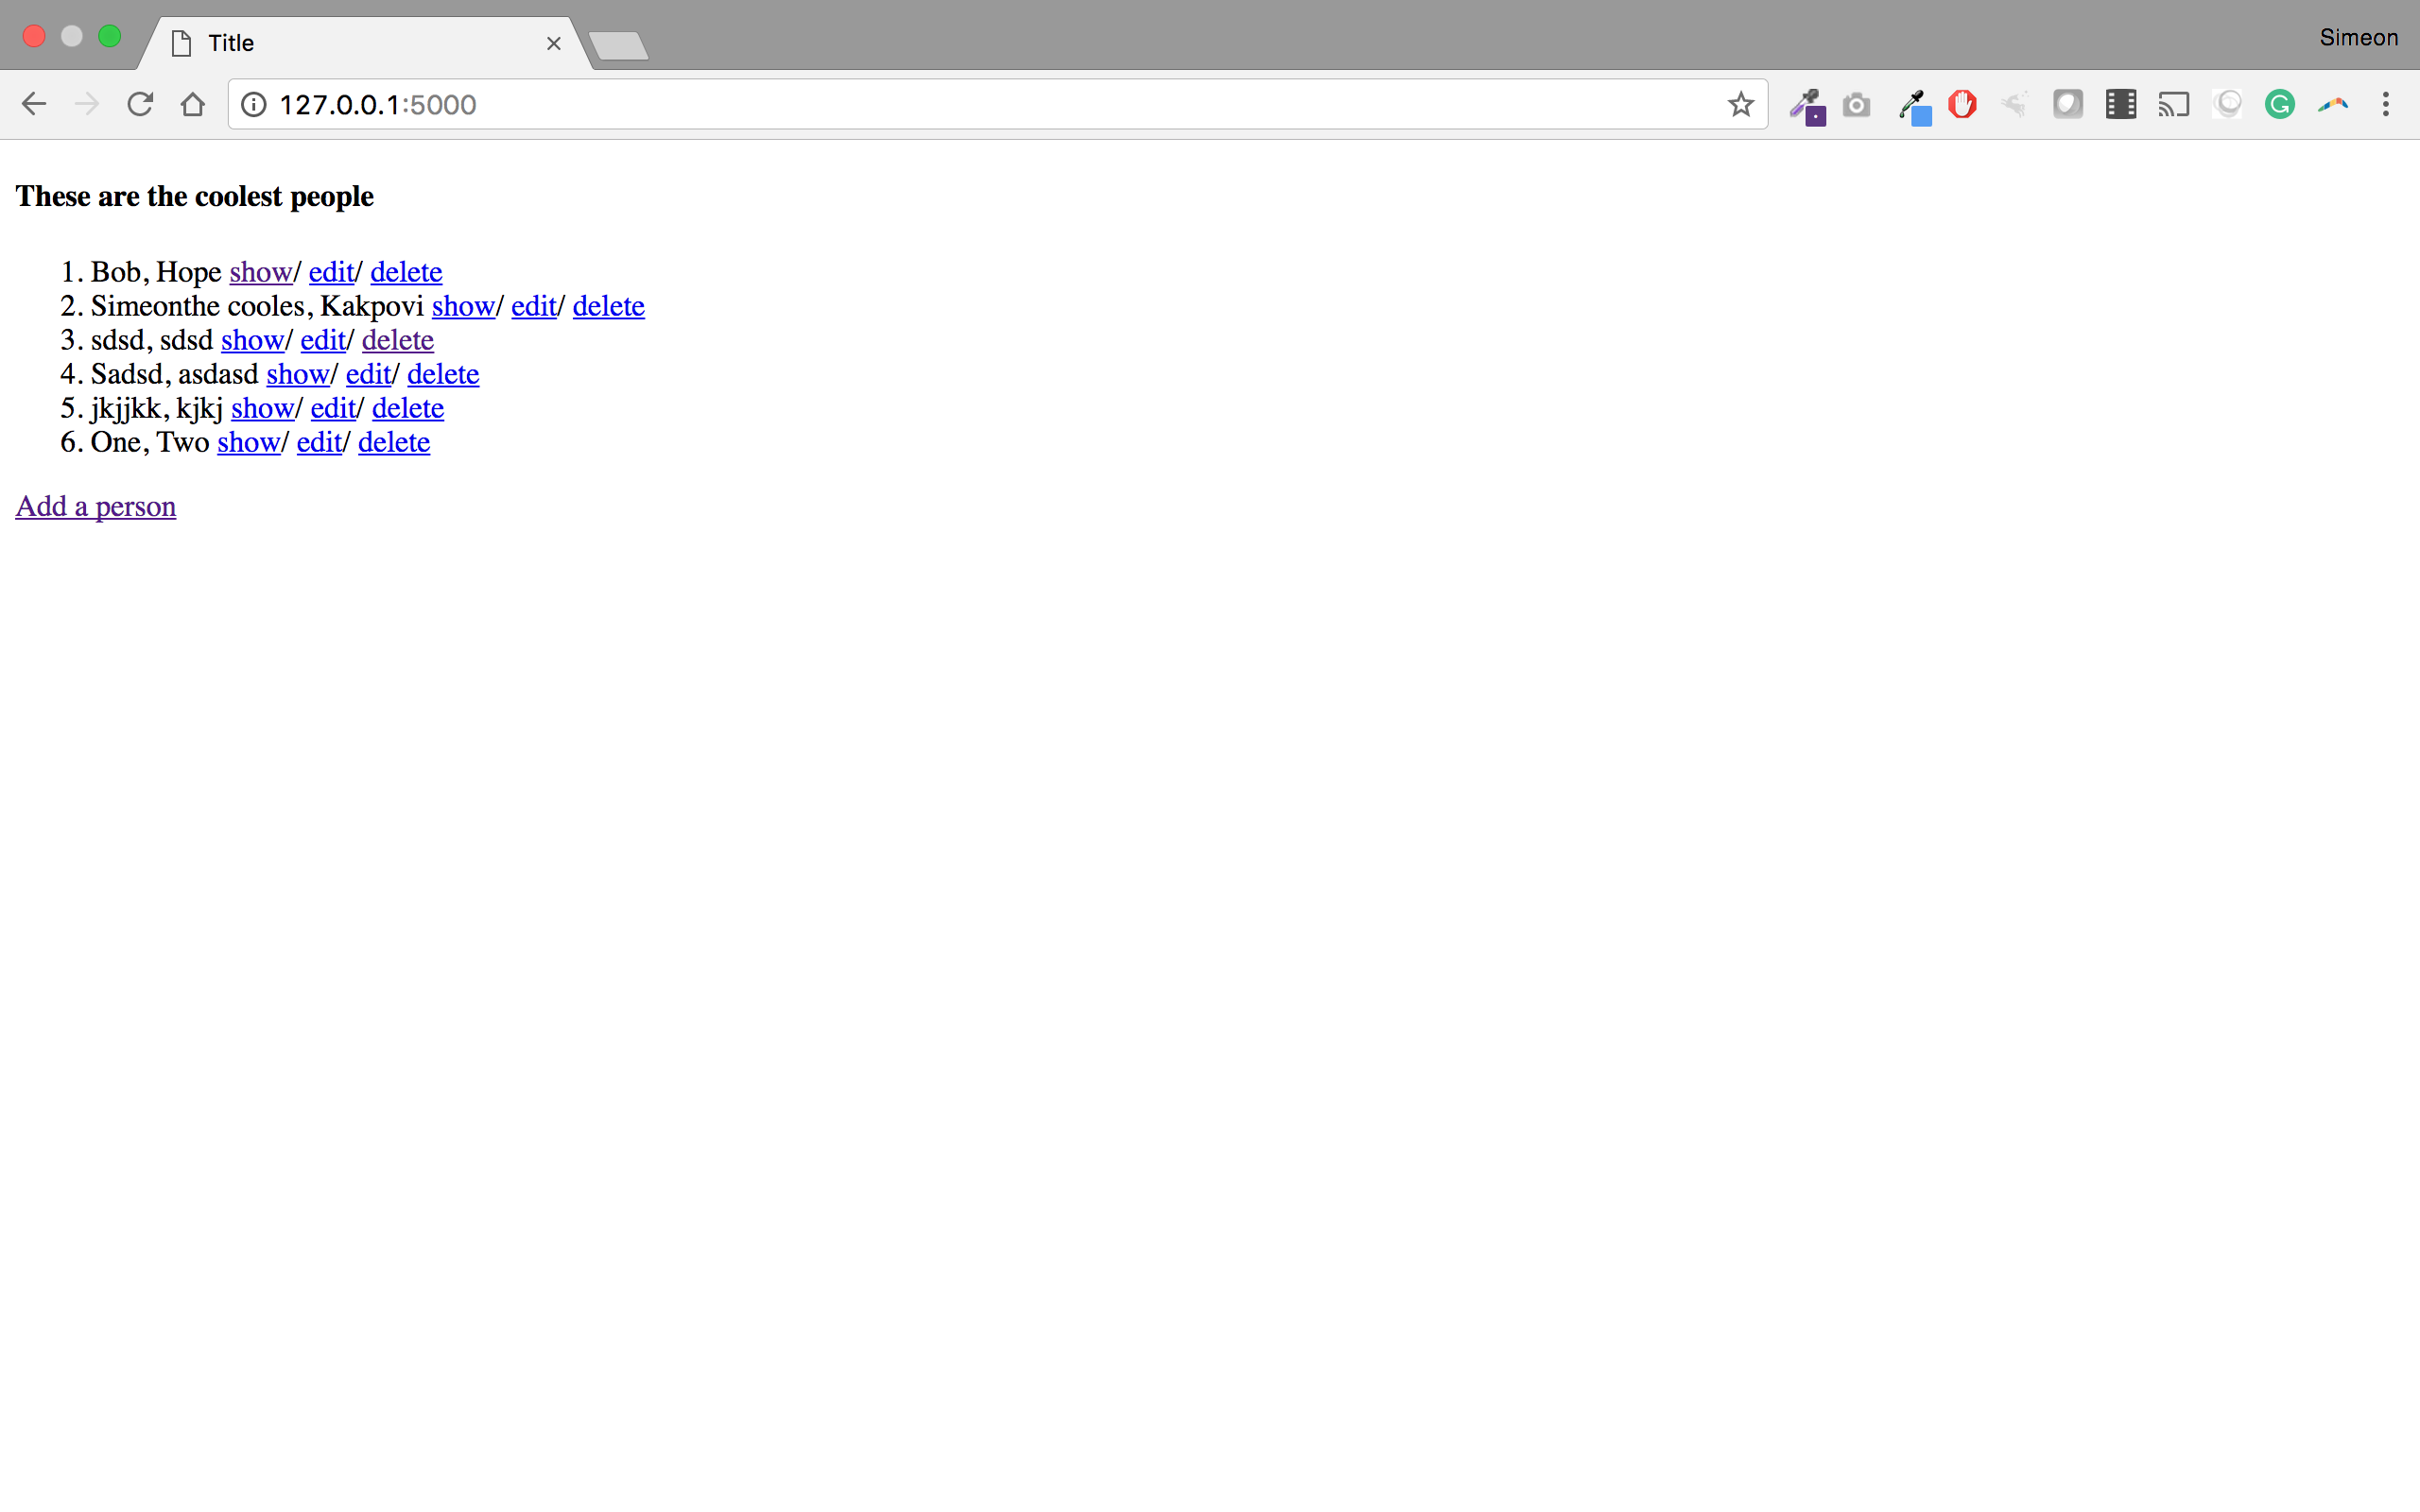 Title
Simeon
127.0.0.1:5000
These are the coolest people
1. Bob, Hope show/ edit/ delete
2. Simeonthe cooles, Kakpovi show/ edit/ delete
3. sdsd, sdsd show/ edit/ delete
4. Sadsd, asdasd show/ edit/ delete
5. jkjjkk, kjkj show/ edit/ delete
6. One, Two show/ edit/ delete
Add a person